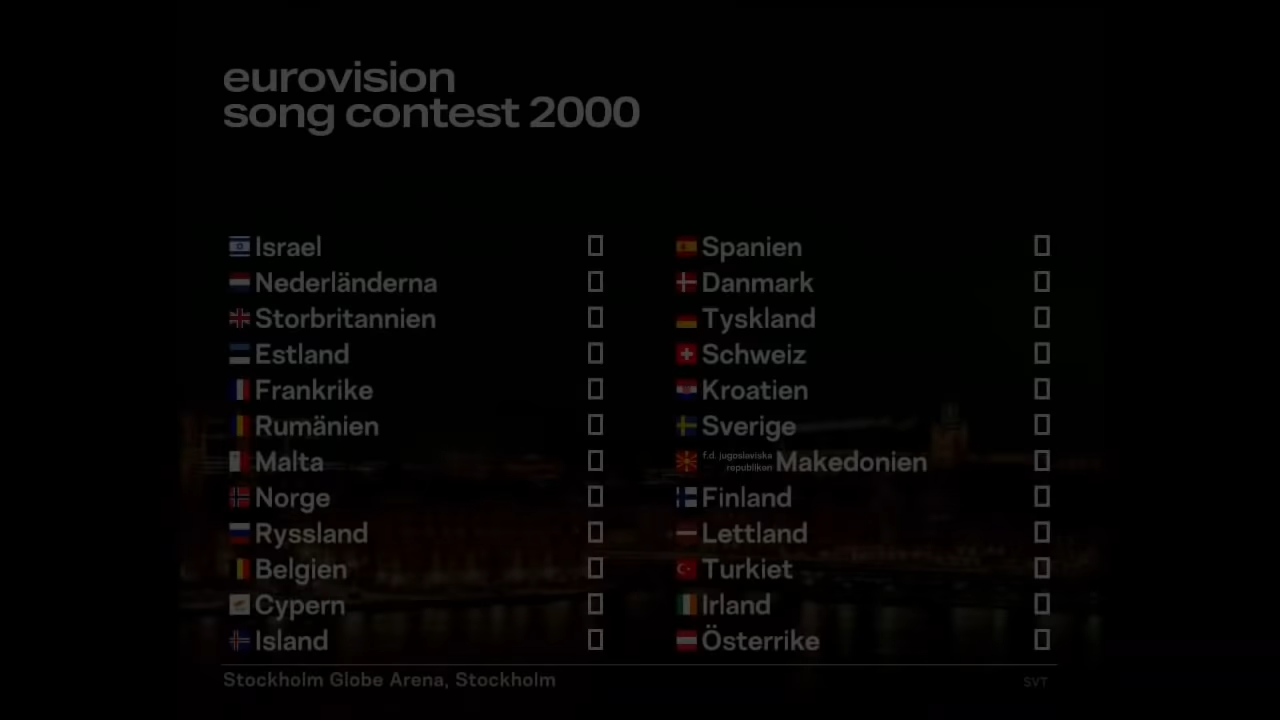 eurovision
song contest 2000
Israel
Nederländerna
Storbritannien
Estland
Frankrike
Rumänien
Malta
Norge
Ryssland
Belgien
Cypern
Island
Spanien
Danmark
Tyskland
Schweiz
Kroatien
Sverige
f.d. jugoslaviska
republiken Makedonien
Finland
Lettland
Turkiet
Irland
Österrike
Stockholm Globe Arena, Stockholm
SVT